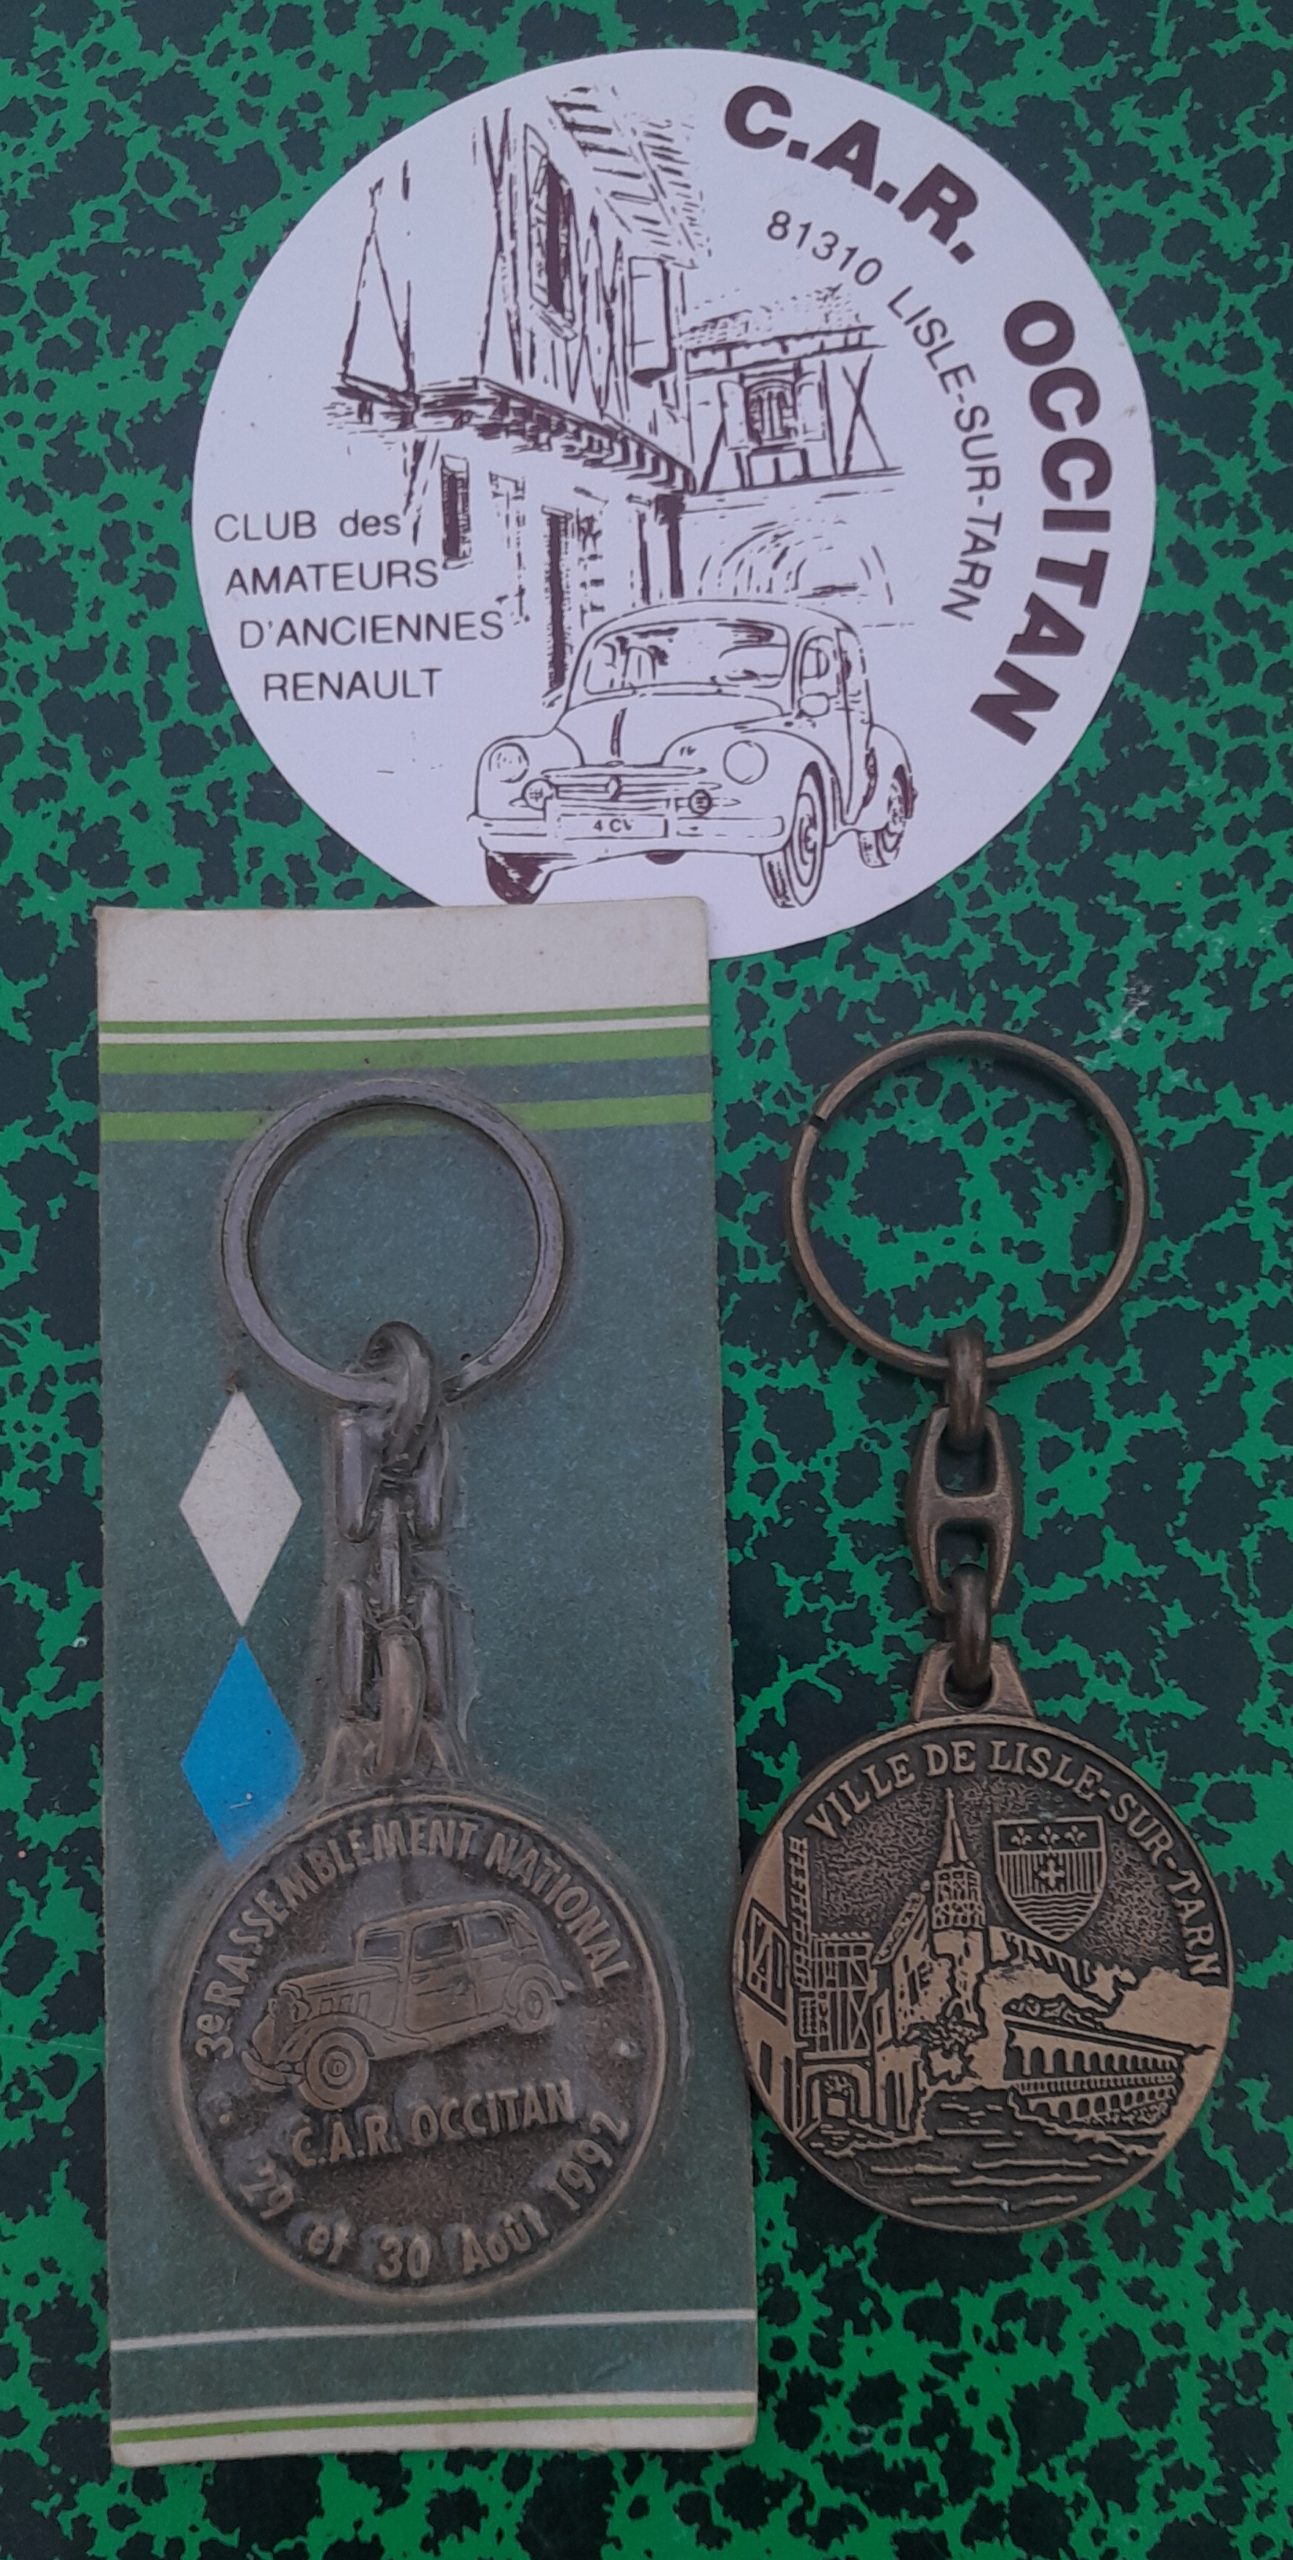 C.A.R. OCCITAN
81310 LISLE-SUR-TARN
CLUB des
AMATEURS
D'ANCIENNES
RENAULT
4 CV
3e RASSEMBLEMENT NATIONAL
C.A.R. OCCITAN
29 et 30 Août 1992
VILLE DE LISLE-SUR-TARN